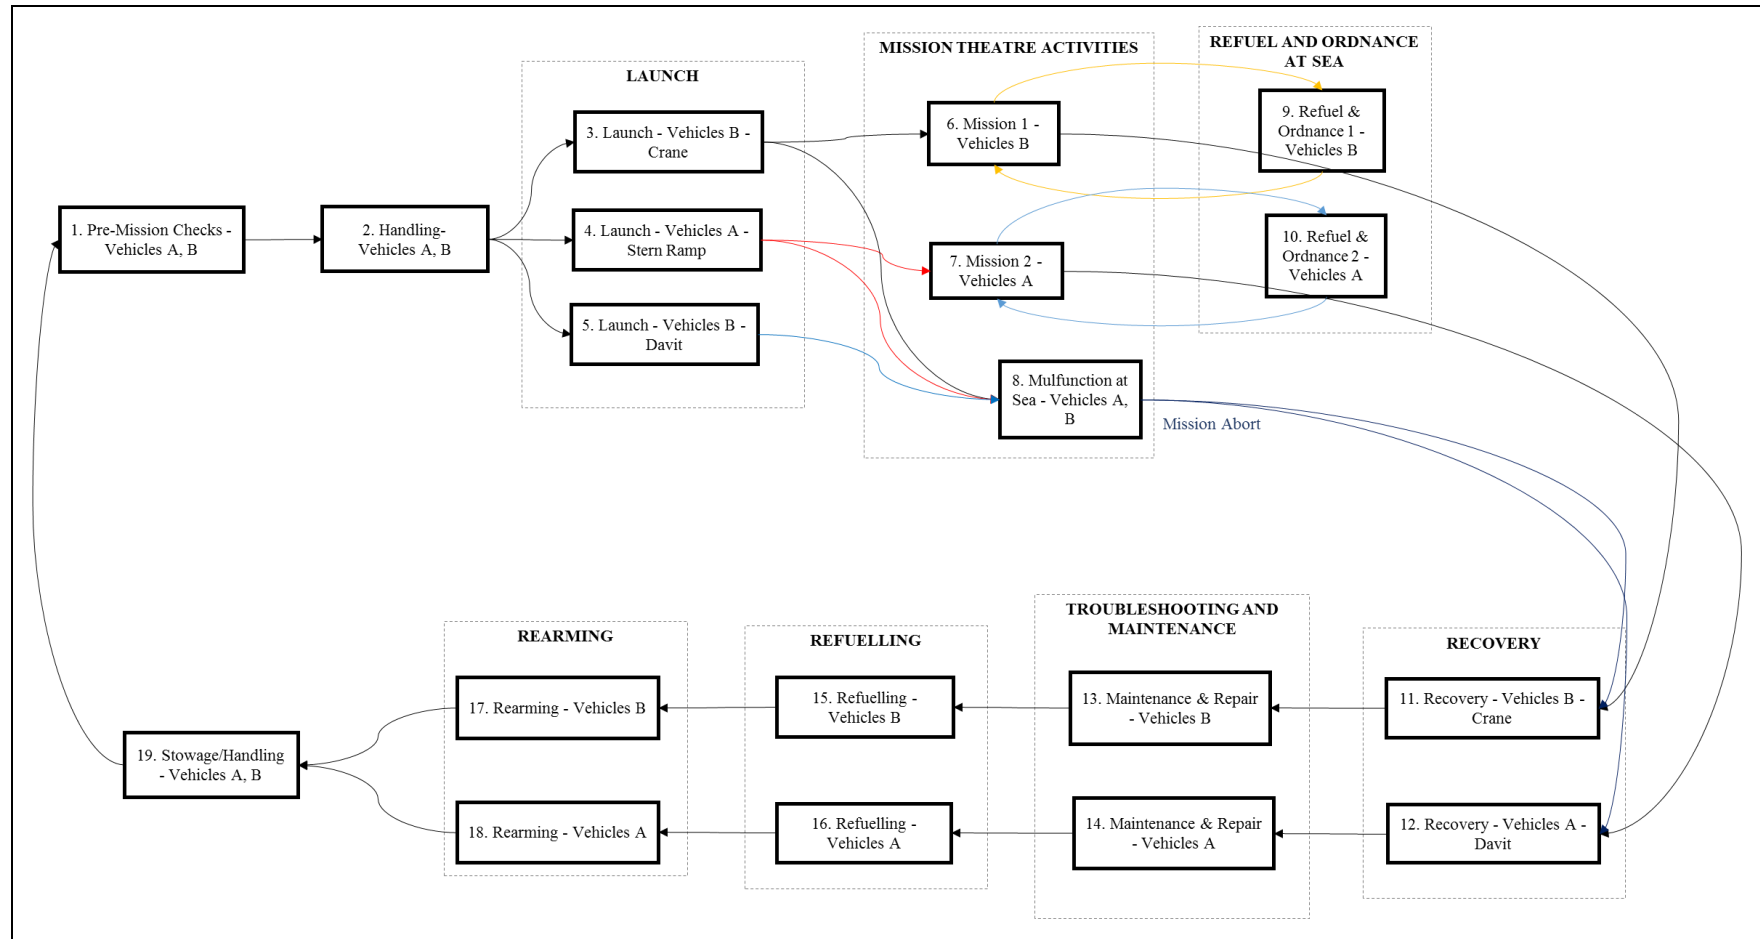 MISSION THEATRE ACTIVITIES
REFUEL AND ORDNANCE
AT SEA
LAUNCH
3. Launch - Vehicles B -
Crane
6. Mission 1 -
Vehicles B
9. Refuel &
Ordnance 1 -
Vehicles B
1. Pre-Mission Checks -
Vehicles A, B
2. Handling-
Vehicles A, B
4. Launch - Vehicles A -
Stern Ramp
7. Mission 2 -
Vehicles A
10. Refuel &
Ordnance 2 -
Vehicles A
5. Launch - Vehicles B -
Davit
8. Mulfunction at
Sea - Vehicles A,
B
Mission Abort
REARMING
REFUELLING
TROUBLESHOOTING AND
MAINTENANCE
RECOVERY
17. Rearming - Vehicles B
15. Refuelling -
Vehicles B
13. Maintenance & Repair
- Vehicles B
11. Recovery - Vehicles B -
Crane
19. Stowage/Handling
- Vehicles A, B
18. Rearming - Vehicles A
16. Refuelling -
Vehicles A
14. Maintenance & Repair
- Vehicles A
12. Recovery - Vehicles A -
Davit